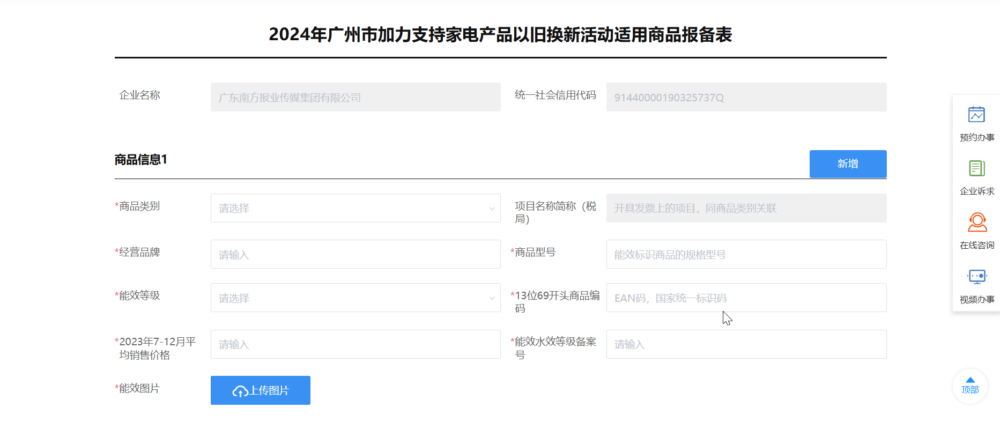 2024年广州市加力支持家电产品以旧换新活动适用商品报备表
企业名称
广东南方报业传媒集团有限公司
统一社会信用代码
91440000190325737Q
商品信息1
新增
*商品类别
请选择
项目名称简称（税
局）
开具发票上的项目，同商品类别关联
*经营品牌
请输入
*商品型号
能效标识商品的规格型号
*能效等级
请选择
*13位69开头商品编
码
EAN码，国家统一标识码
*2023年7-12月平
均销售价格
请输入
*能效水效等级备案
号
请输入
*能效图片
上传图片
预约办事
企业诉求
在线咨询
视频办事
顶部